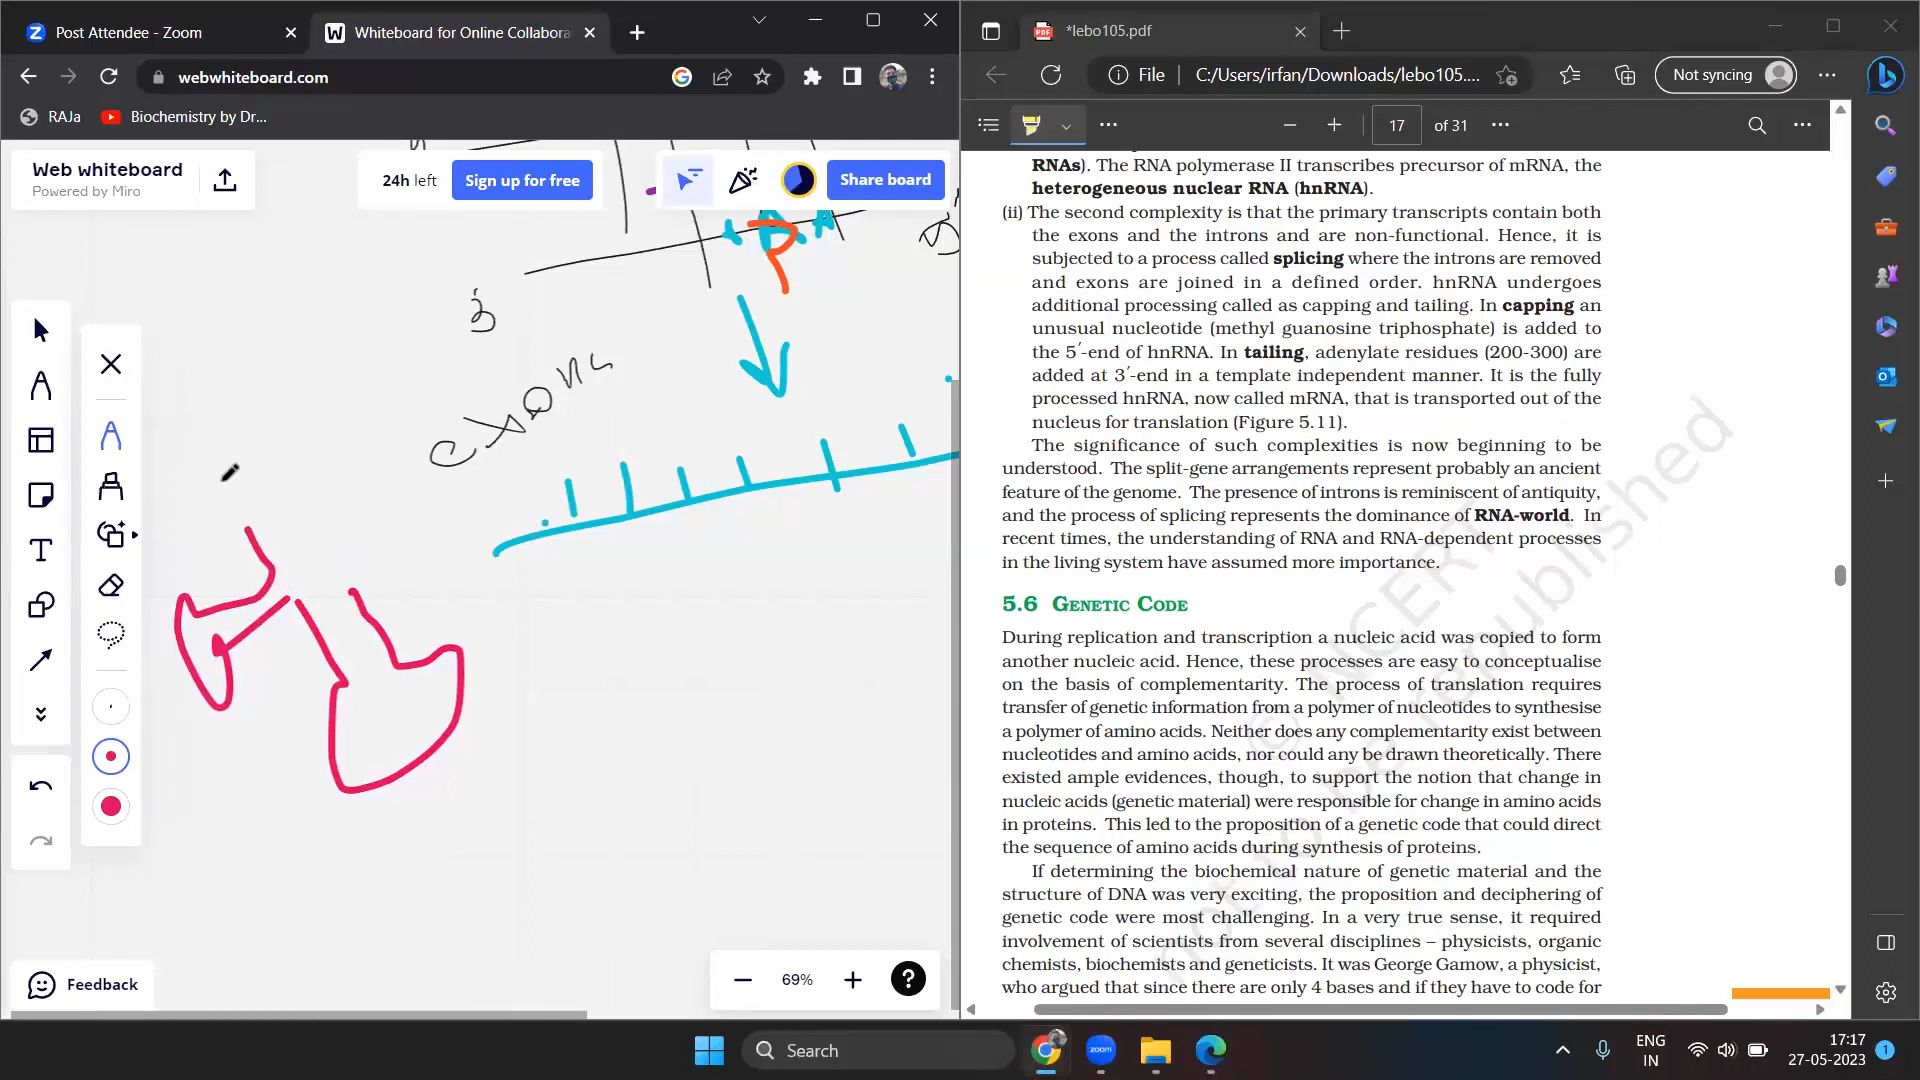 Post Attendee - Zoom
Whiteboard for Online Collabora
webwhiteboard.com
RAJa
Biochemistry by Dr...
Web whiteboard
Powered by Miro
24h left
Sign up for free
Share board
3
exons
69%
Feedback
*lebo105.pdf
File
C:/Users/irfan/Downloads/lebo105....
Not syncing
17 of 31
RNAs). The RNA polymerase II transcribes precursor of mRNA, the
heterogeneous nuclear RNA (hnRNA).
(ii) The second complexity is that the primary transcripts contain both
the exons and the introns and are non-functional. Hence, it is
subjected to a process called splicing where the introns are removed
and exons are joined in a defined order. hnRNA undergoes
additional processing called as capping and tailing. In capping an
unusual nucleotide (methyl guanosine triphosphate) is added to
the 5′-end of hnRNA. In tailing, adenylate residues (200-300) are
added at 3′-end in a template independent manner. It is the fully
processed hnRNA, now called mRNA, that is transported out of the
nucleus for translation (Figure 5.11).
The significance of such complexities is now beginning to be
understood. The split-gene arrangements represent probably an ancient
feature of the genome. The presence of introns is reminiscent of antiquity,
and the process of splicing represents the dominance of RNA-world. In
recent times, the understanding of RNA and RNA-dependent processes
in the living system have assumed more importance.
5.6 GENETIC CODE
During replication and transcription a nucleic acid was copied to form
another nucleic acid. Hence, these processes are easy to conceptualise
on the basis of complementarity. The process of translation requires
transfer of genetic information from a polymer of nucleotides to synthesise
a polymer of amino acids. Neither does any complementarity exist between
nucleotides and amino acids, nor could any be drawn theoretically. There
existed ample evidences, though, to support the notion that change in
nucleic acids (genetic material) were responsible for change in amino acids
in proteins. This led to the proposition of a genetic code that could direct
the sequence of amino acids during synthesis of proteins.
If determining the biochemical nature of genetic material and the
structure of DNA was very exciting, the proposition and deciphering of
genetic code were most challenging. In a very true sense, it required
involvement of scientists from several disciplines – physicists, organic
chemists, biochemists and geneticists. It was George Gamow, a physicist,
who argued that since there are only 4 bases and if they have to code for
© NCERT
not to be republished
Search
zoom
ENG
IN
17:17
27-05-2023
1